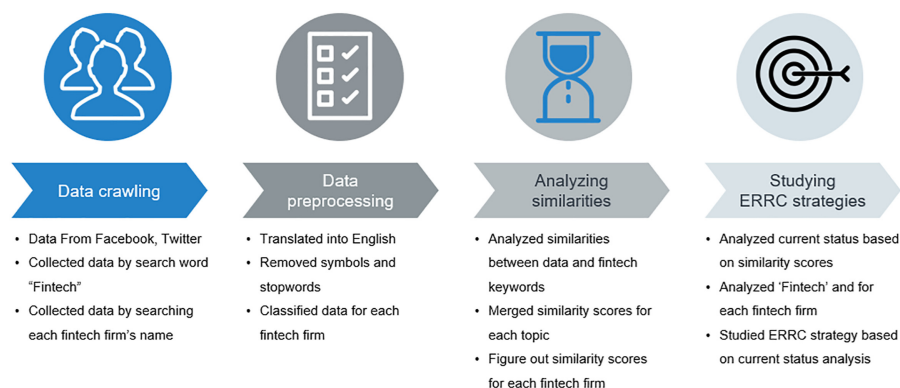 Data crawling
• Data From Facebook, Twitter
• Collected data by search word
“Fintech”
• Collected data by searching
each fintech firm’s name
Data
preprocessing
• Translated into English
• Removed symbols and
stopwords
• Classified data for each
fintech firm
Analyzing
similarities
• Analyzed similarities
between data and fintech
keywords
• Merged similarity scores for
each topic
• Figure out similarity scores
for each fintech firm
Studying
ERRC strategies
• Analyzed current status based
on similarity scores
• Analyzed ‘Fintech’ and for
each fintech firm
• Studied ERRC strategy based
on current status analysis